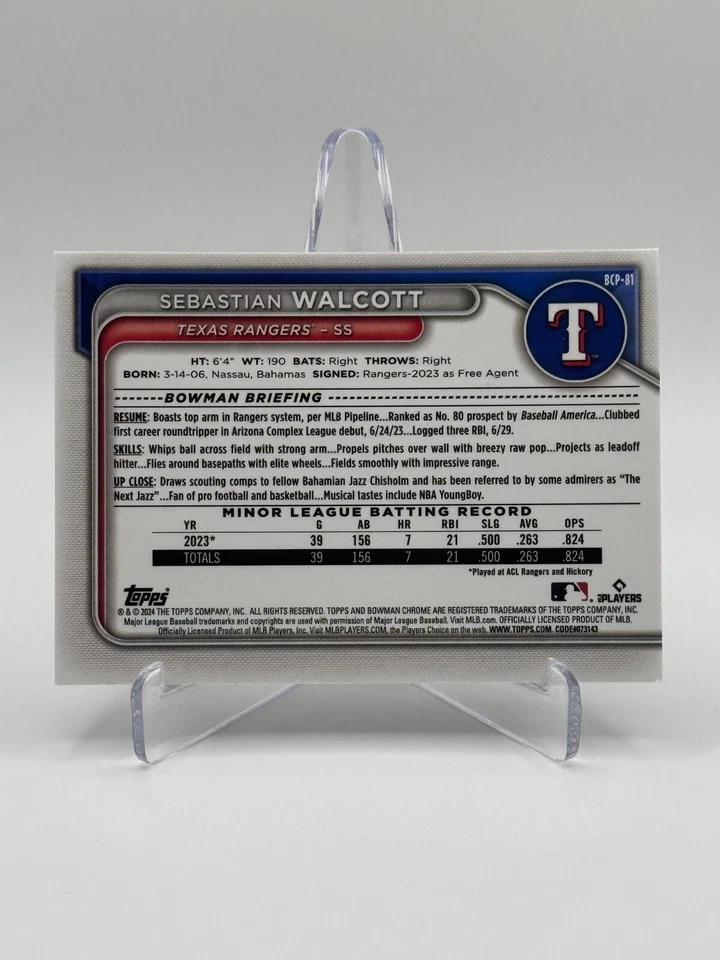 BCP-81
SEBASTIAN WALCOTT
TEXAS RANGERS™ – SS
T™
HT: 6'4" WT: 190 BATS: Right THROWS: Right
BORN: 3-14-06, Nassau, Bahamas SIGNED: Rangers-2023 as Free Agent
BOWMAN BRIEFING
RESUME: Boasts top arm in Rangers system, per MLB Pipeline...Ranked as No. 80 prospect by Baseball America...Clubbed
first career roundtripper in Arizona Complex League debut, 6/24/23...Logged three RBI, 6/29.
SKILLS: Whips ball across field with strong arm...Propels pitches over wall with breezy raw pop...Projects as leadoff
hitter...Flies around basepaths with elite wheels...Fields smoothly with impressive range.
UP CLOSE: Draws scouting comps to fellow Bahamian Jazz Chisholm and has been referred to by some admirers as "The
Next Jazz"...Fan of pro football and basketball...Musical tastes include NBA YoungBoy.
MINOR LEAGUE BATTING RECORD
YR G AB HR RBI SLG AVG OPS
2023* 39 156 7 21 .500 .263 .824
TOTALS 39 156 7 21 .500 .263 .824
*Played at ACL Rangers and Hickory
Topps
MLB PLAYERS
® & © 2024 THE TOPPS COMPANY, INC. ALL RIGHTS RESERVED. TOPPS AND BOWMAN CHROME ARE REGISTERED TRADEMARKS OF THE TOPPS COMPANY, INC.
Major League Baseball trademarks and copyrights are used with permission of Major League Baseball. Visit MLB.com. OFFICIALLY LICENSED PRODUCT OF MLB.
Officially Licensed Product of MLB Players, Inc. Visit MLBPLAYERS.COM, the Players Choice on the web. WWW.TOPPS.COM. CODE#073143